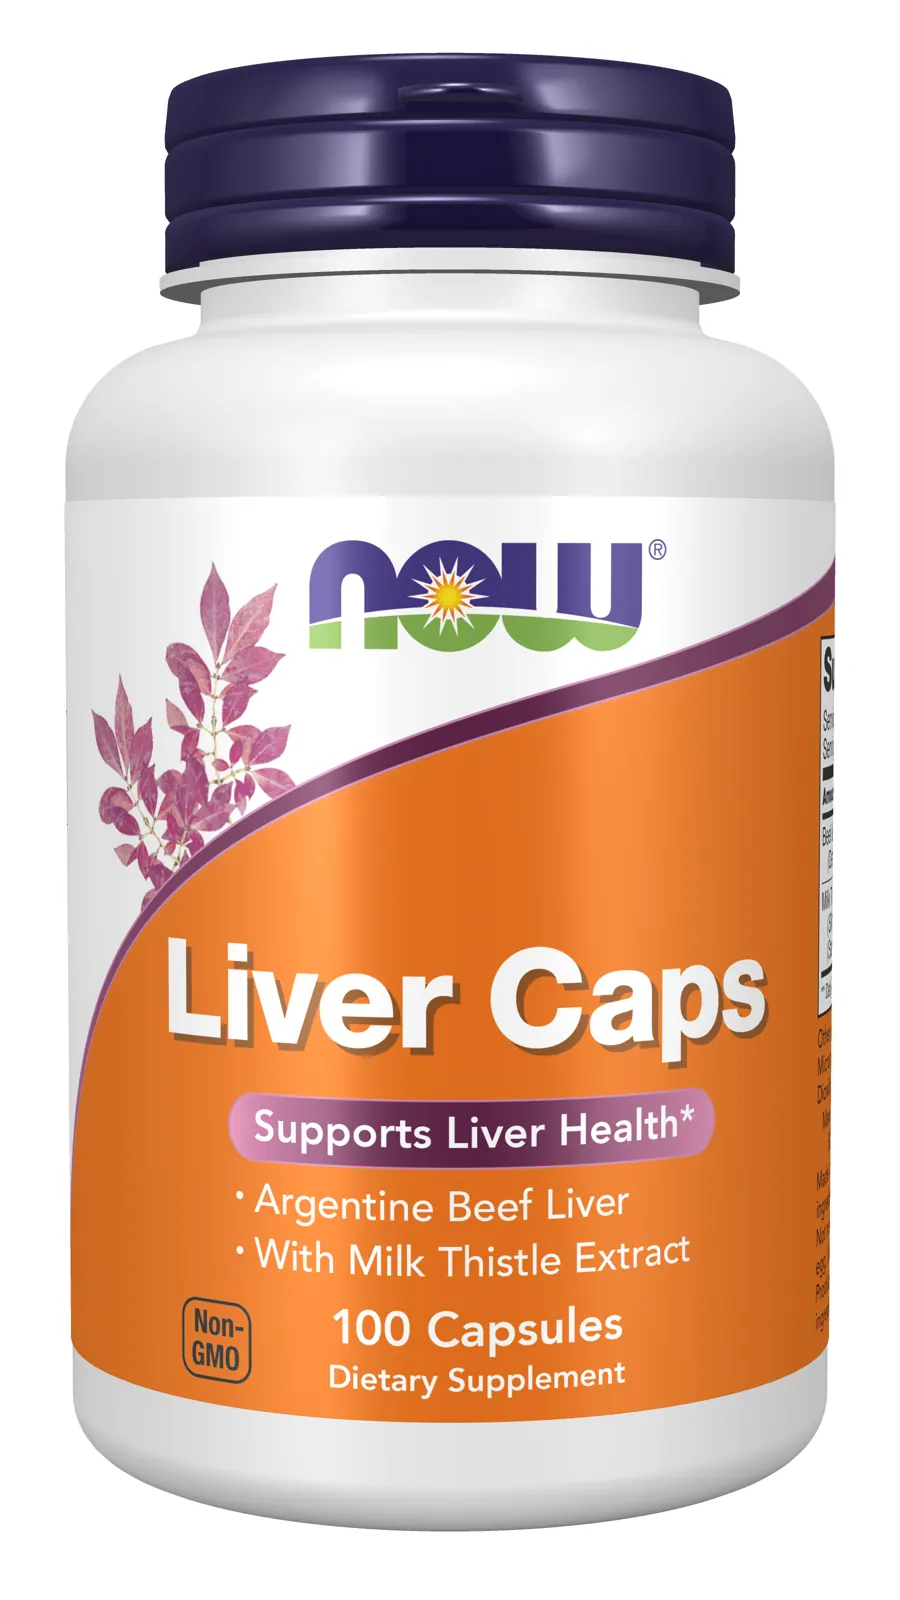 now®
Liver Caps
Supports Liver Health*
• Argentine Beef Liver
• With Milk Thistle Extract
Non-
GMO
100 Capsules
Dietary Supplement